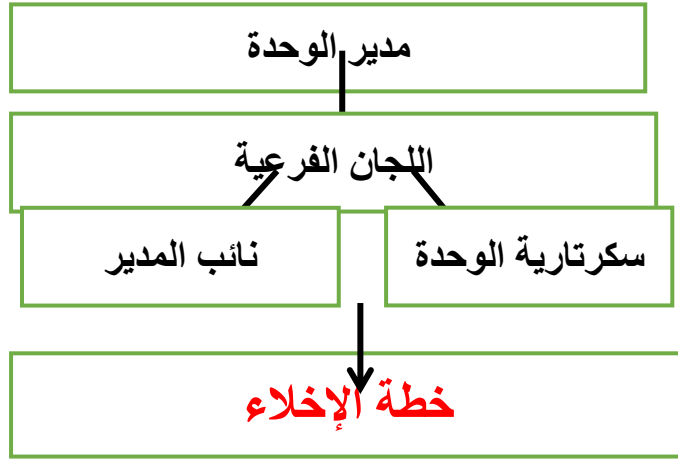 مدير الوحدة
اللجان الفرعية
سكرتارية الوحدة
نائب المدير
خطة الإخلاء